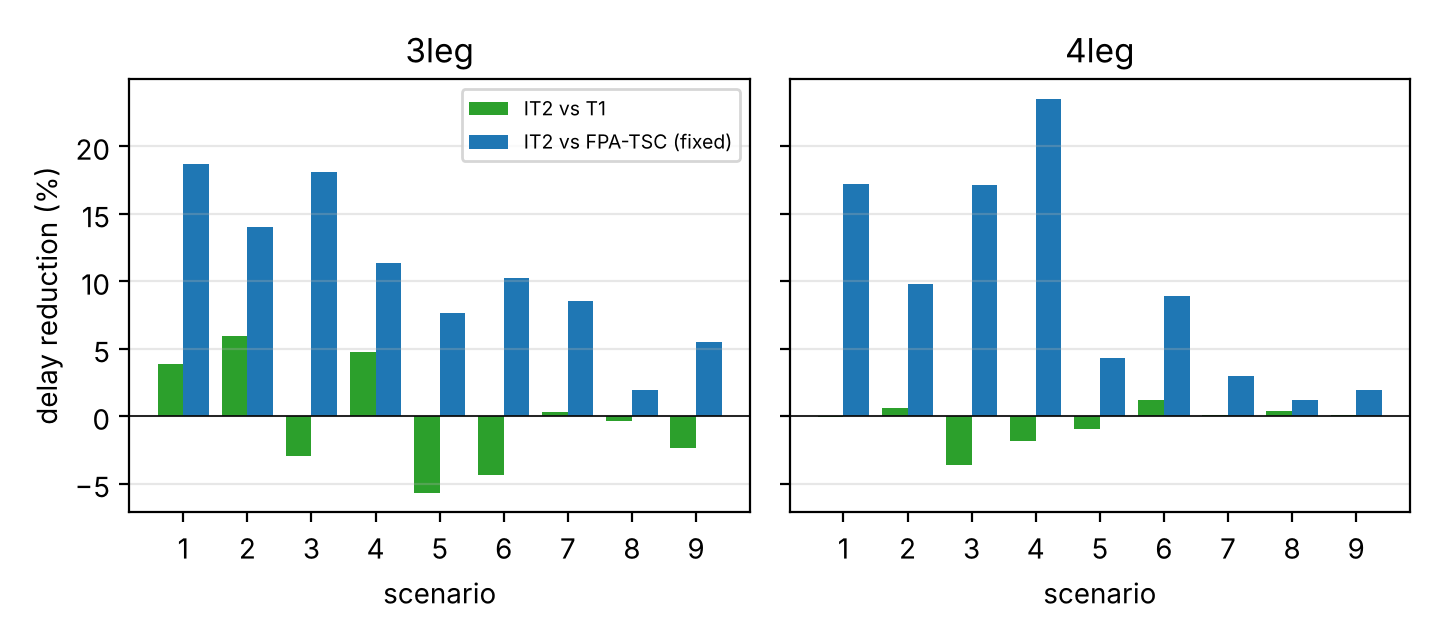 3leg
4leg
IT2 vs T1
IT2 vs FPA-TSC (fixed)
delay reduction (%)
20
15
10
5
0
−5
1 2 3 4 5 6 7 8 9
1 2 3 4 5 6 7 8 9
scenario
scenario